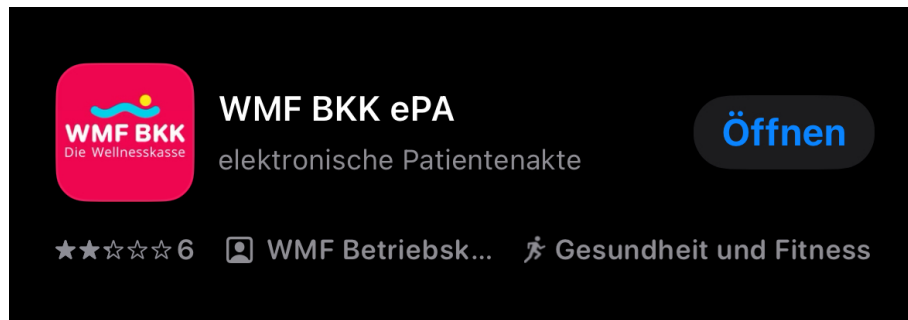 WMF BKK
Die Wellnesskasse
WMF BKK ePA
elektronische Patientenakte
Öffnen
★★☆☆☆ 6 WMF Betriebsk... Gesundheit und Fitness